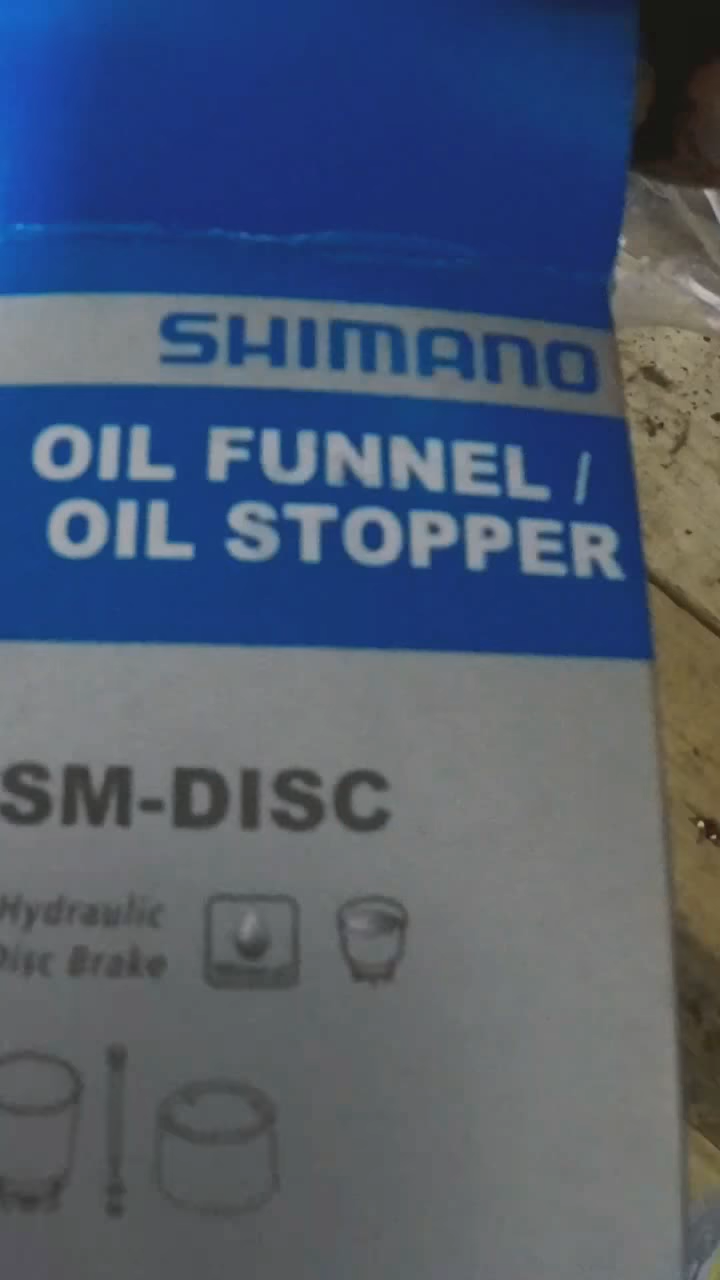 SHIMANO
OIL FUNNEL /
OIL STOPPER
SM-DISC
Hydraulic
Disc Brake